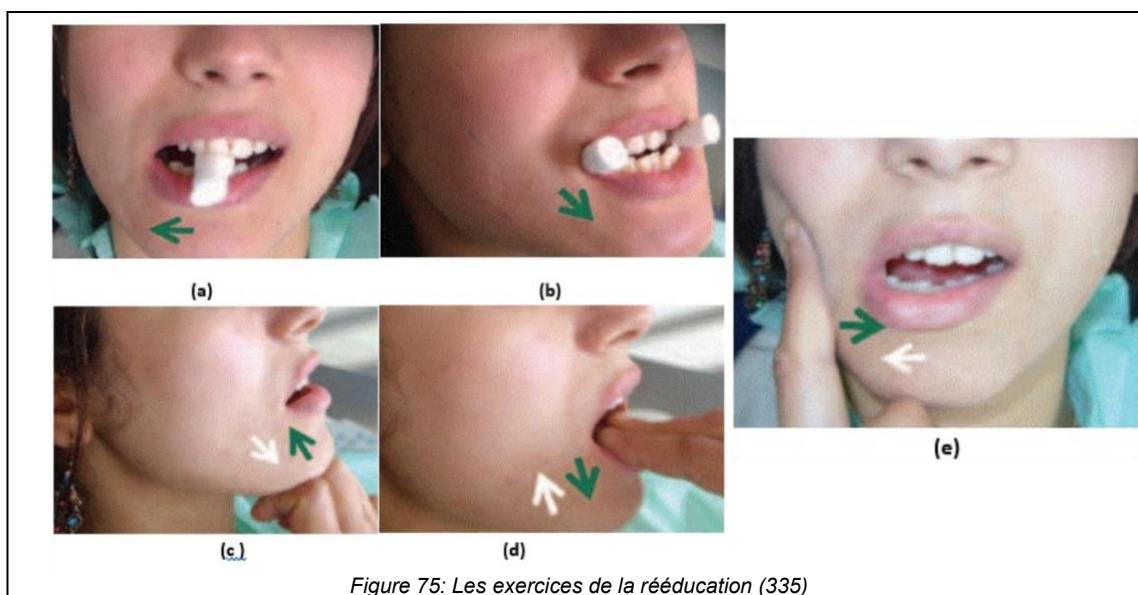 (a)
(b)
(c )
(d)
(e)
Figure 75: Les exercices de la rééducation (335)